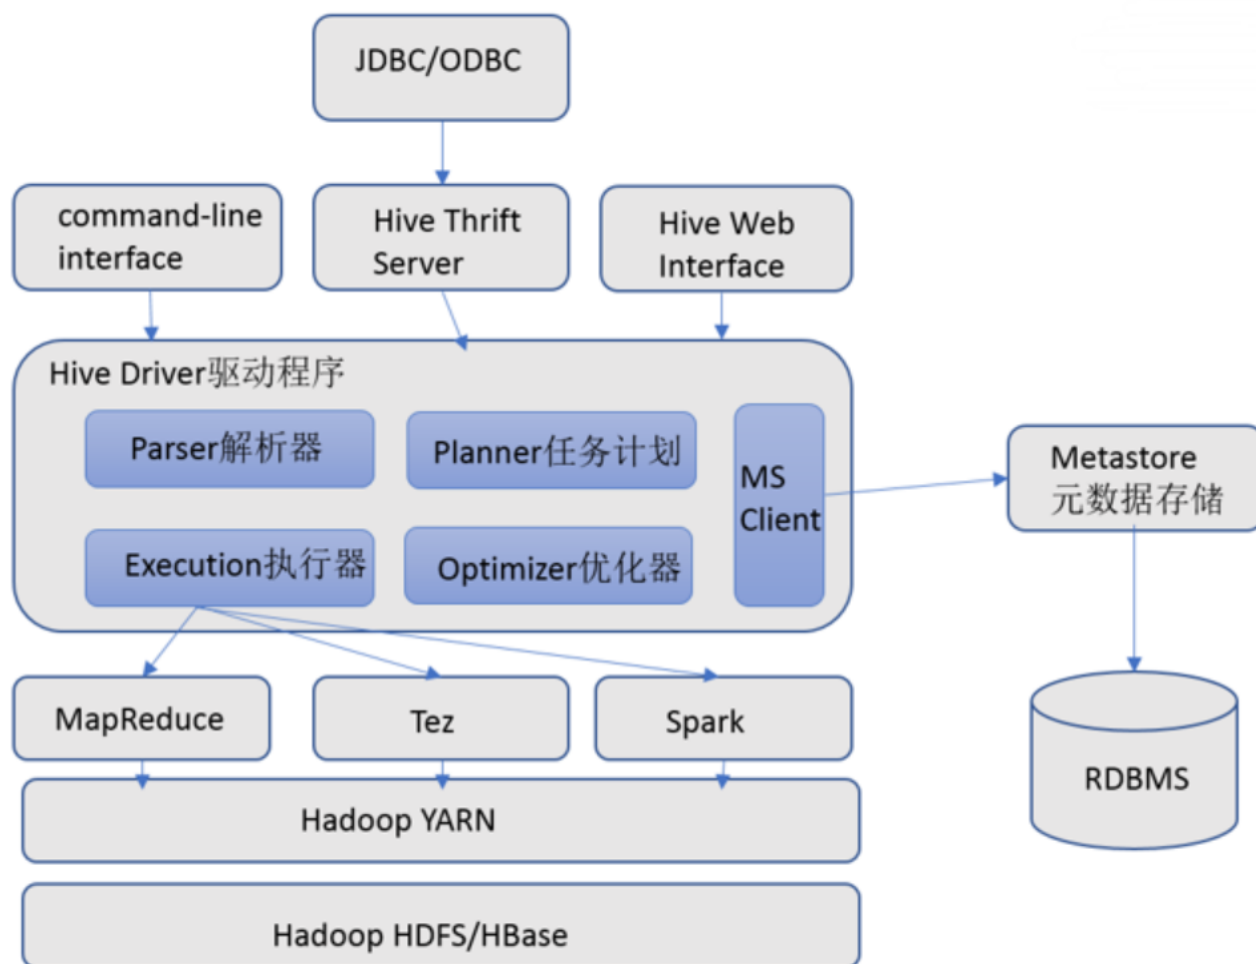 JDBC/ODBC
command-line
interface
Hive Thrift
Server
Hive Web
Interface
Hive Driver驱动程序
Parser解析器
Planner任务计划
MS
Client
Execution执行器
Optimizer优化器
Metastore
元数据存储
MapReduce
Tez
Spark
RDBMS
Hadoop YARN
Hadoop HDFS/HBase